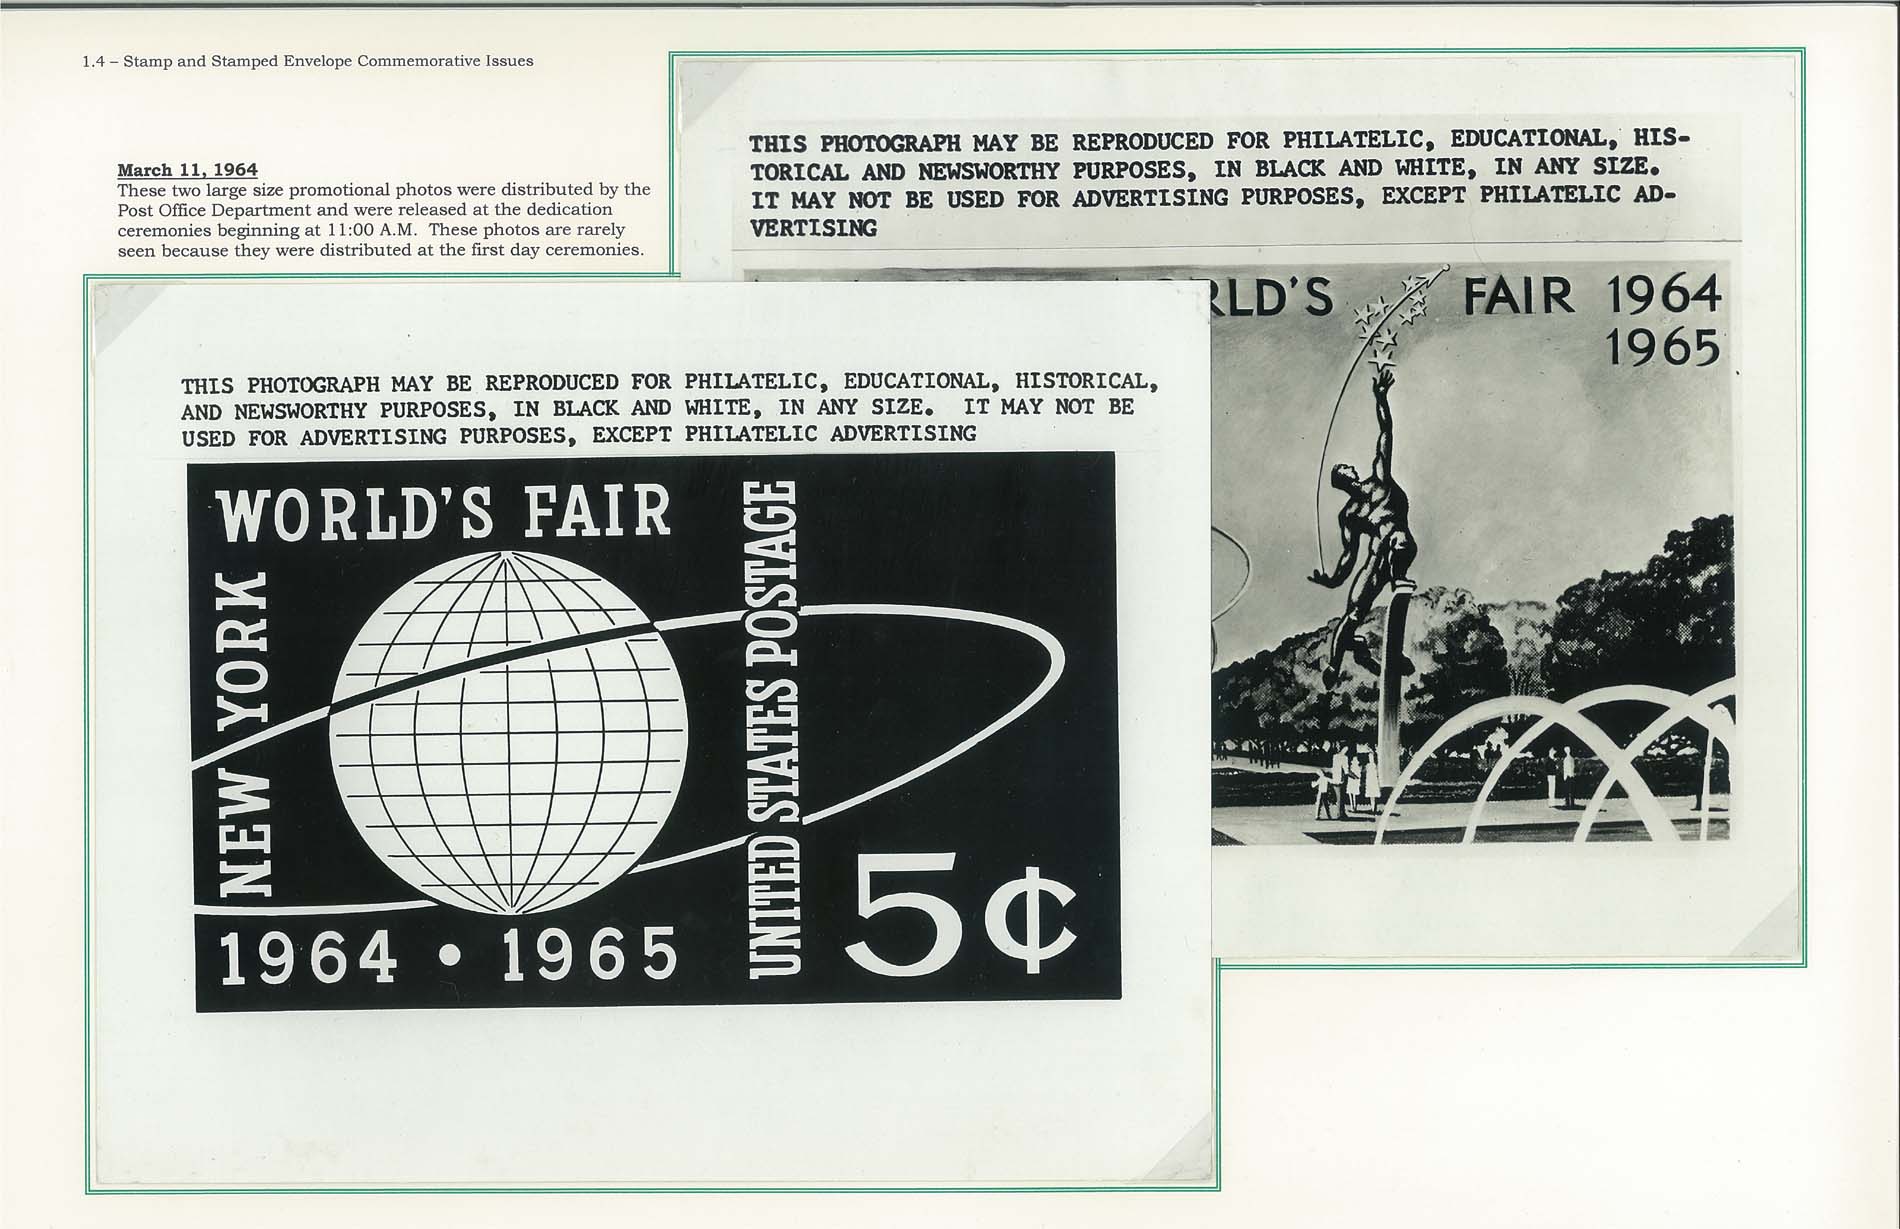 1.4 – Stamp and Stamped Envelope Commemorative Issues
March 11, 1964
These two large size promotional photos were distributed by the
Post Office Department and were released at the dedication
ceremonies beginning at 11:00 A.M.  These photos are rarely
seen because they were distributed at the first day ceremonies.
THIS PHOTOGRAPH MAY BE REPRODUCED FOR PHILATELIC, EDUCATIONAL, HIS-
TORICAL AND NEWSWORTHY PURPOSES, IN BLACK AND WHITE, IN ANY SIZE.
IT MAY NOT BE USED FOR ADVERTISING PURPOSES, EXCEPT PHILATELIC AD-
VERTISING
RLD'S FAIR 1964
1965
THIS PHOTOGRAPH MAY BE REPRODUCED FOR PHILATELIC, EDUCATIONAL, HISTORICAL,
AND NEWSWORTHY PURPOSES, IN BLACK AND WHITE, IN ANY SIZE.  IT MAY NOT BE
USED FOR ADVERTISING PURPOSES, EXCEPT PHILATELIC ADVERTISING
WORLD'S FAIR
NEW YORK
UNITED STATES POSTAGE
1964 • 1965
5¢